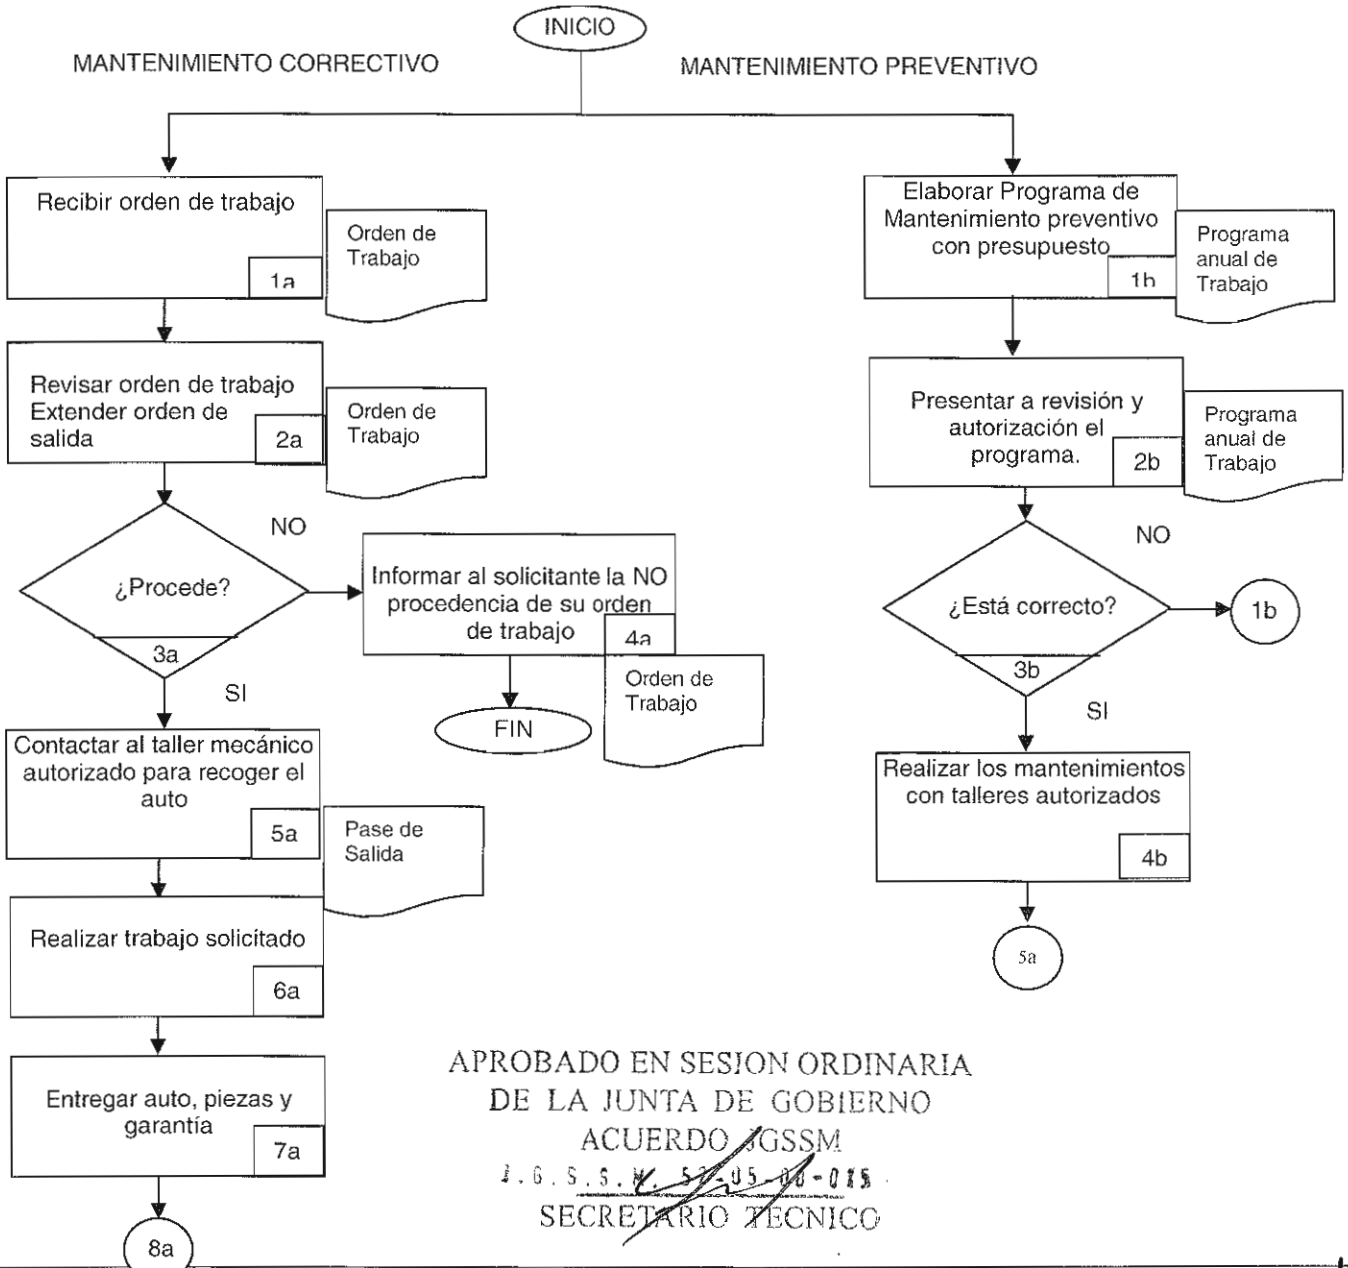 INICIO
MANTENIMIENTO CORRECTIVO
MANTENIMIENTO PREVENTIVO
Recibir orden de trabajo
1a
Orden de
Trabajo
Elaborar Programa de
Mantenimiento preventivo
con presupuesto
1b
Programa
anual de
Trabajo
Revisar orden de trabajo
Extender orden de
salida
2a
Orden de
Trabajo
Presentar a revisión y
autorización el
programa.
2b
Programa
anual de
Trabajo
NO
¿Procede?
3a
SI
Informar al solicitante la NO
procedencia de su orden
de trabajo
4a
Orden de
Trabajo
FIN
NO
¿Está correcto?
3b
1b
SI
Contactar al taller mecánico
autorizado para recoger el
auto
5a
Pase de
Salida
Realizar los mantenimientos
con talleres autorizados
4b
5a
Realizar trabajo solicitado
6a
Entregar auto, piezas y
garantía
7a
8a
APROBADO EN SESION ORDINARIA
DE LA JUNTA DE GOBIERNO
ACUERDO JGSSM
SECRETARIO TECNICO